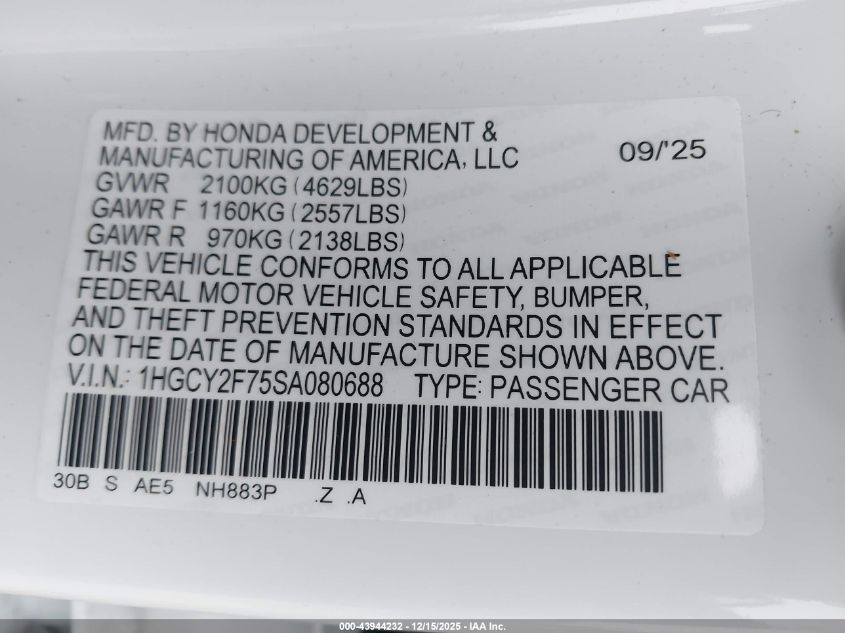 MFD. BY HONDA DEVELOPMENT &
MANUFACTURING OF AMERICA, LLC 09/'25
GVWR 2100KG (4629LBS)
GAWR F 1160KG (2557LBS)
GAWR R 970KG (2138LBS)
THIS VEHICLE CONFORMS TO ALL APPLICABLE
FEDERAL MOTOR VEHICLE SAFETY, BUMPER,
AND THEFT PREVENTION STANDARDS IN EFFECT
ON THE DATE OF MANUFACTURE SHOWN ABOVE.
V.I.N.: 1HGCY2F75SA080688 TYPE: PASSENGER CAR
30B S AE5 NH883P .Z .A
000-43944232 - 12/15/2025 - IAA Inc.